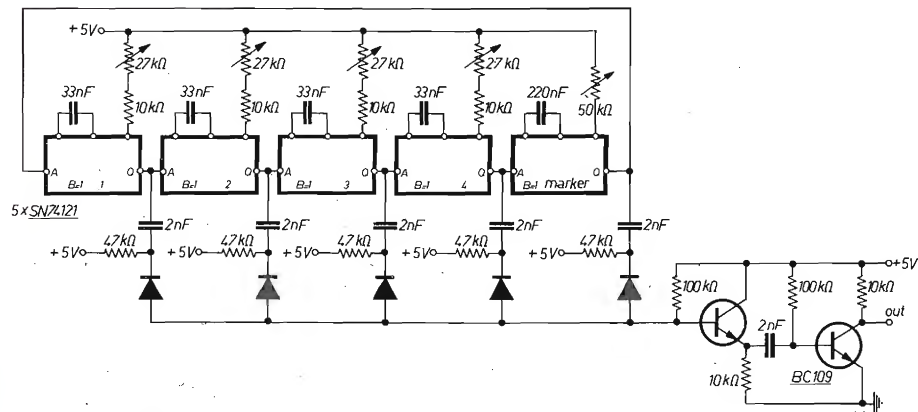 +5V
27kΩ 27kΩ 27kΩ 27kΩ
33nF 33nF 33nF 33nF 220nF
10kΩ 10kΩ 10kΩ 10kΩ 50kΩ
A B=1 1 Q A B=1 2 Q A B=1 3 Q A B=1 4 Q A B=1 marker Q
5 x SN74121
2nF 2nF 2nF 2nF 2nF
+5V 4,7kΩ +5V 4,7kΩ +5V 4,7kΩ +5V 4,7kΩ +5V 4,7kΩ
+5V
100kΩ 100kΩ 10kΩ
out
2nF
10kΩ
BC109